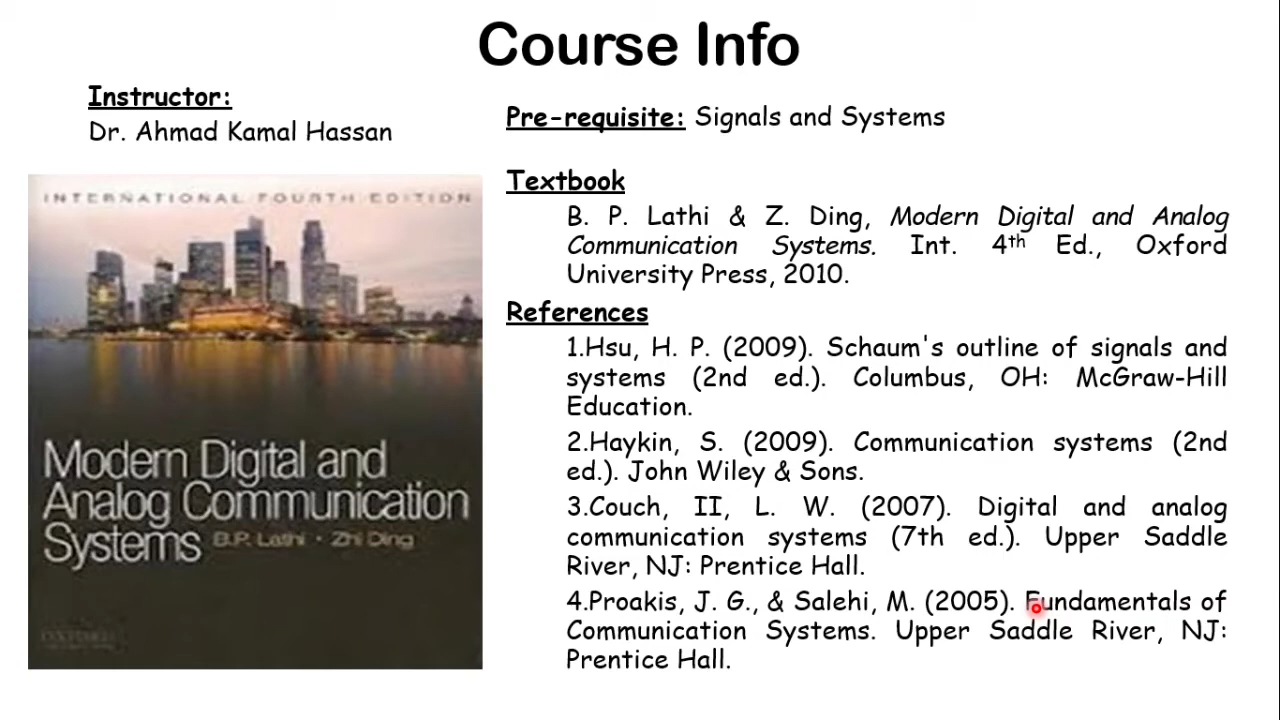 Course Info
Instructor:
Dr. Ahmad Kamal Hassan
INTERNATIONAL FOURTH EDITION
Modern Digital and
Analog Communication
Systems B.P. Lathi · Zhi Ding
Pre-requisite: Signals and Systems
Textbook
B. P. Lathi & Z. Ding, Modern Digital and Analog
Communication Systems. Int. 4th Ed., Oxford
University Press, 2010.
References
1.Hsu, H. P. (2009). Schaum's outline of signals and
systems (2nd ed.). Columbus, OH: McGraw-Hill
Education.
2.Haykin, S. (2009). Communication systems (2nd
ed.). John Wiley & Sons.
3.Couch, II, L. W. (2007). Digital and analog
communication systems (7th ed.). Upper Saddle
River, NJ: Prentice Hall.
4.Proakis, J. G., & Salehi, M. (2005). Fundamentals of
Communication Systems. Upper Saddle River, NJ:
Prentice Hall.